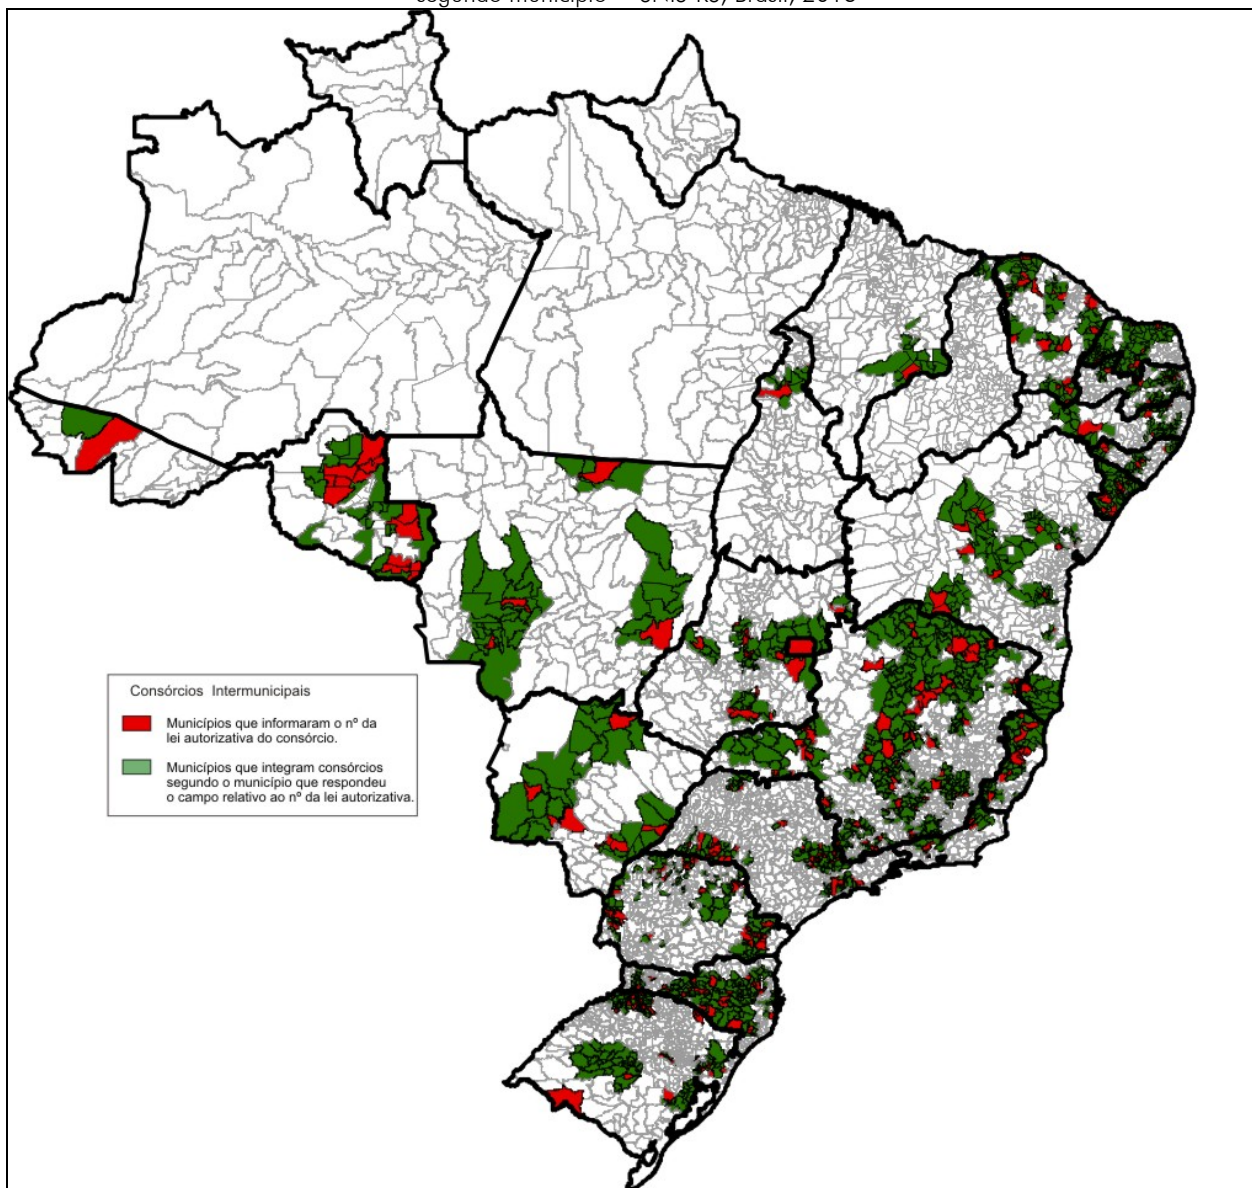 Consórcios Intermunicipais
Municípios que informaram o nº da
lei autorizativa do consórcio.
Municípios que integram consórcios
segundo o município que respondeu
o campo relativo ao nº da lei autorizativa.